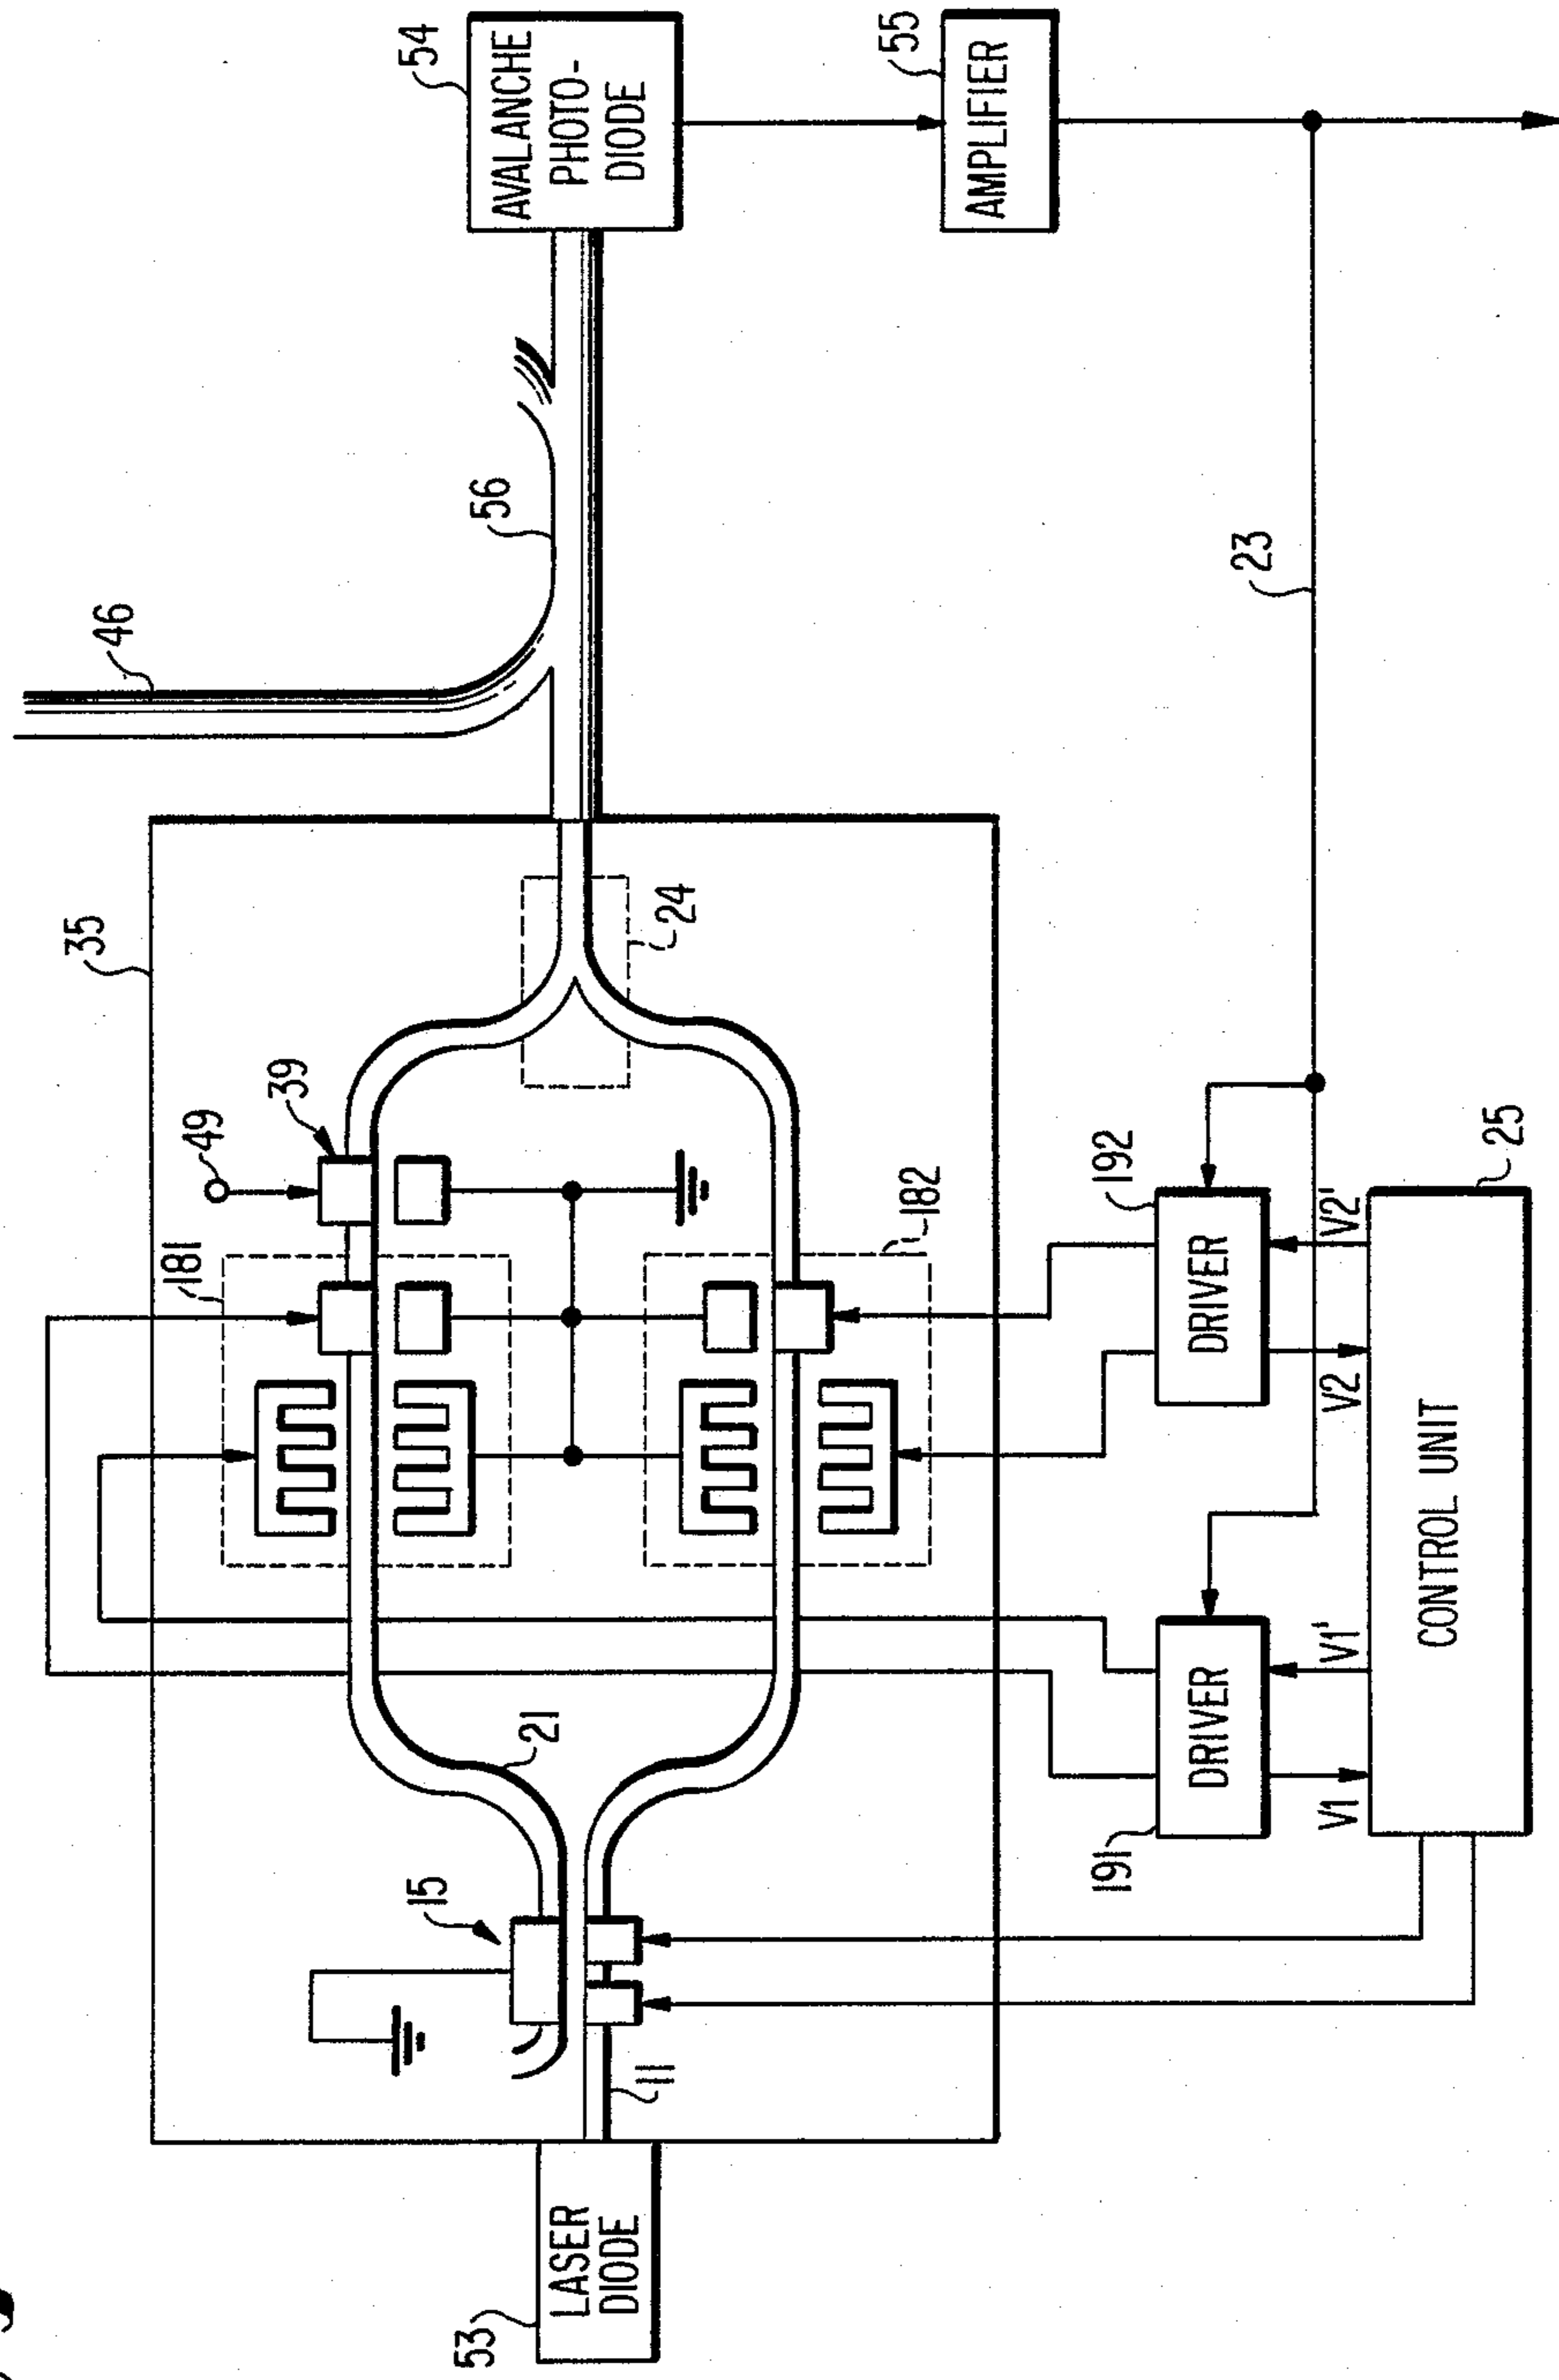 54
AVALANCHE
PHOTO-
DIODE
55
AMPLIFIER
46
56
23
35
24
39
49
181
182
192
DRIVER
V2'
V2
25
CONTROL UNIT
21
15
11
191
DRIVER
V1'
V1
53
LASER
DIODE